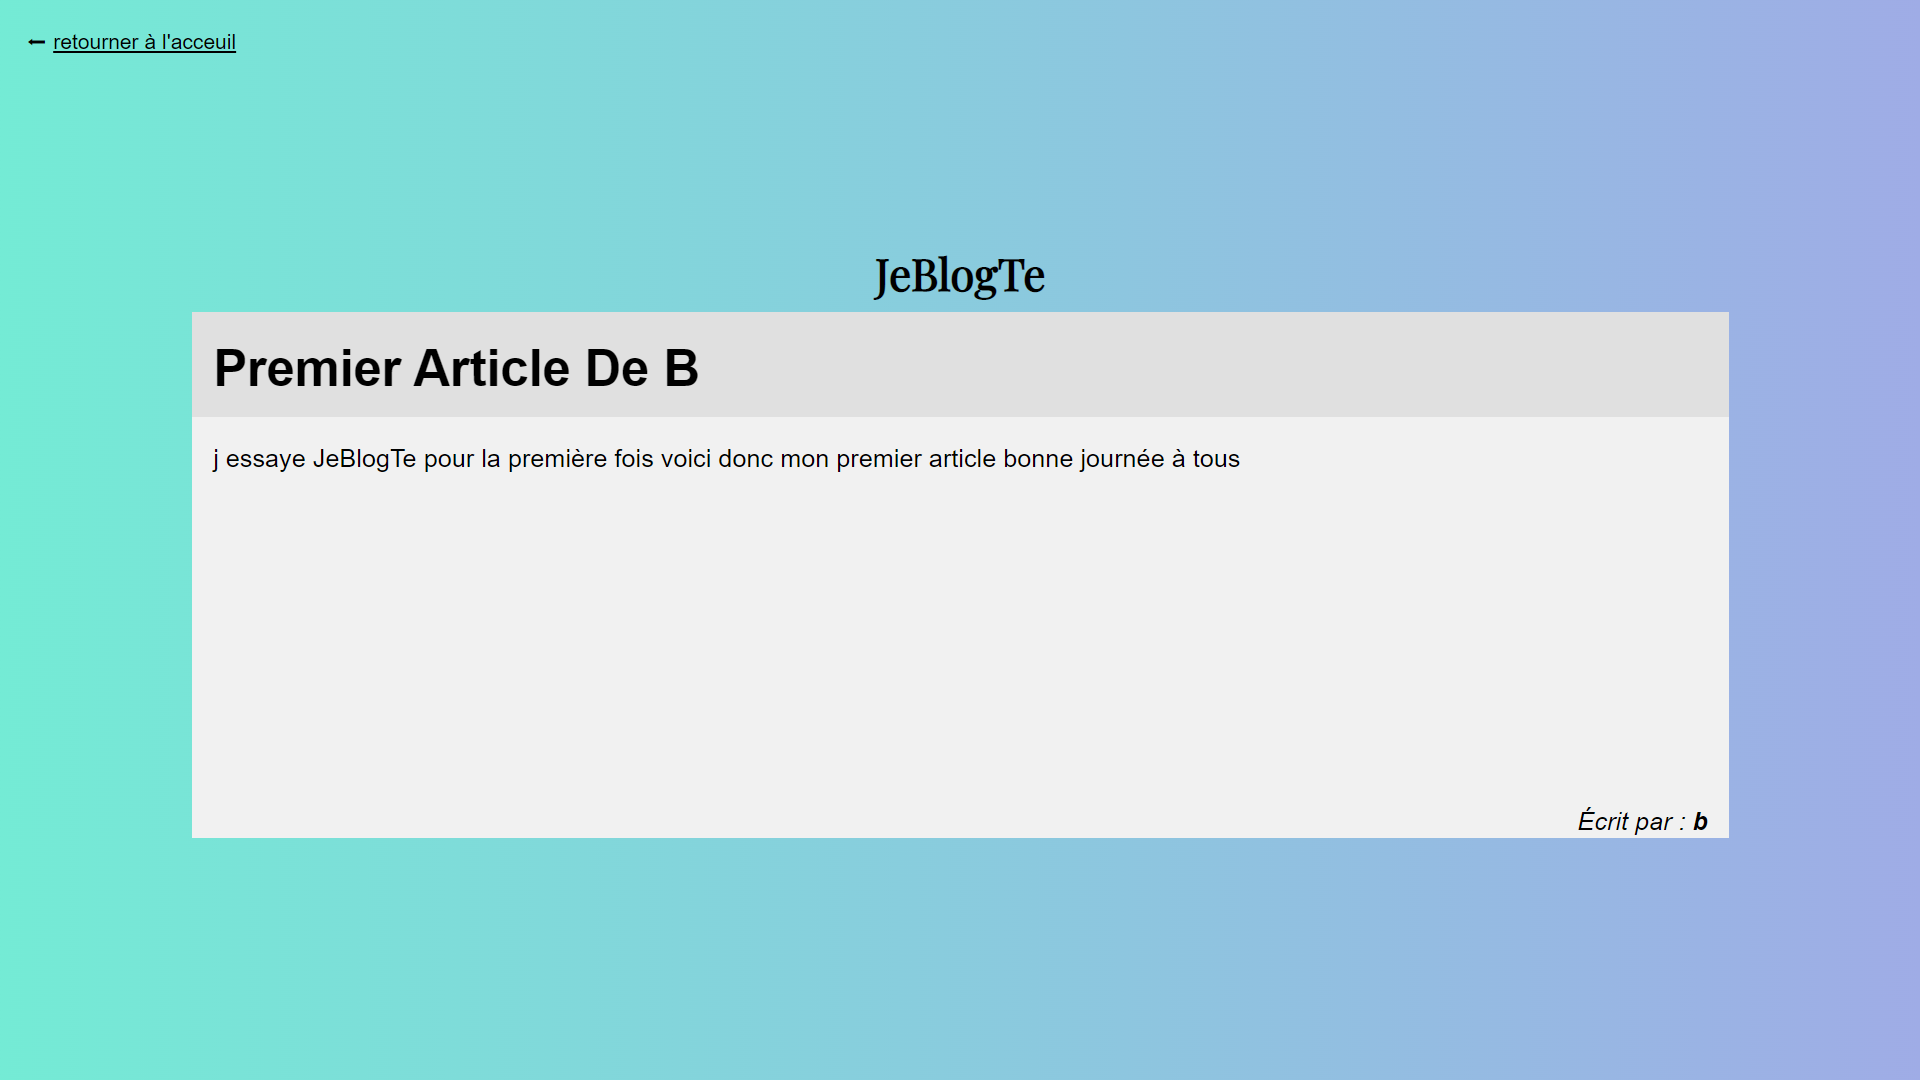 ← retourner à l'acceuil
JeBlogTe
Premier Article De B
j essaye JeBlogTe pour la première fois voici donc mon premier article bonne journée à tous
Écrit par : b